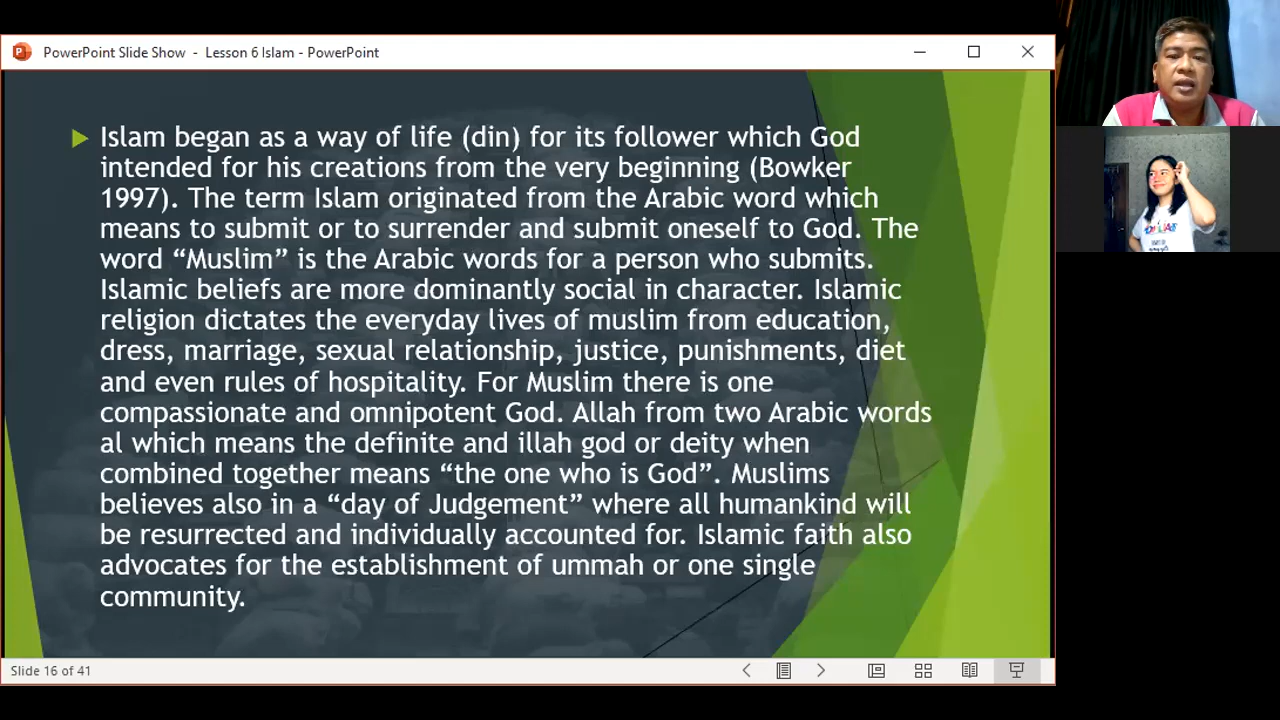 PowerPoint Slide Show - Lesson 6 Islam - PowerPoint
Islam began as a way of life (din) for its follower which God
intended for his creations from the very beginning (Bowker
1997). The term Islam originated from the Arabic word which
means to submit or to surrender and submit oneself to God. The
word “Muslim” is the Arabic words for a person who submits.
Islamic beliefs are more dominantly social in character. Islamic
religion dictates the everyday lives of muslim from education,
dress, marriage, sexual relationship, justice, punishments, diet
and even rules of hospitality. For Muslim there is one
compassionate and omnipotent God. Allah from two Arabic words
al which means the definite and illah god or deity when
combined together means “the one who is God”. Muslims
believes also in a “day of Judgement” where all humankind will
be resurrected and individually accounted for. Islamic faith also
advocates for the establishment of ummah or one single
community.
Slide 16 of 41